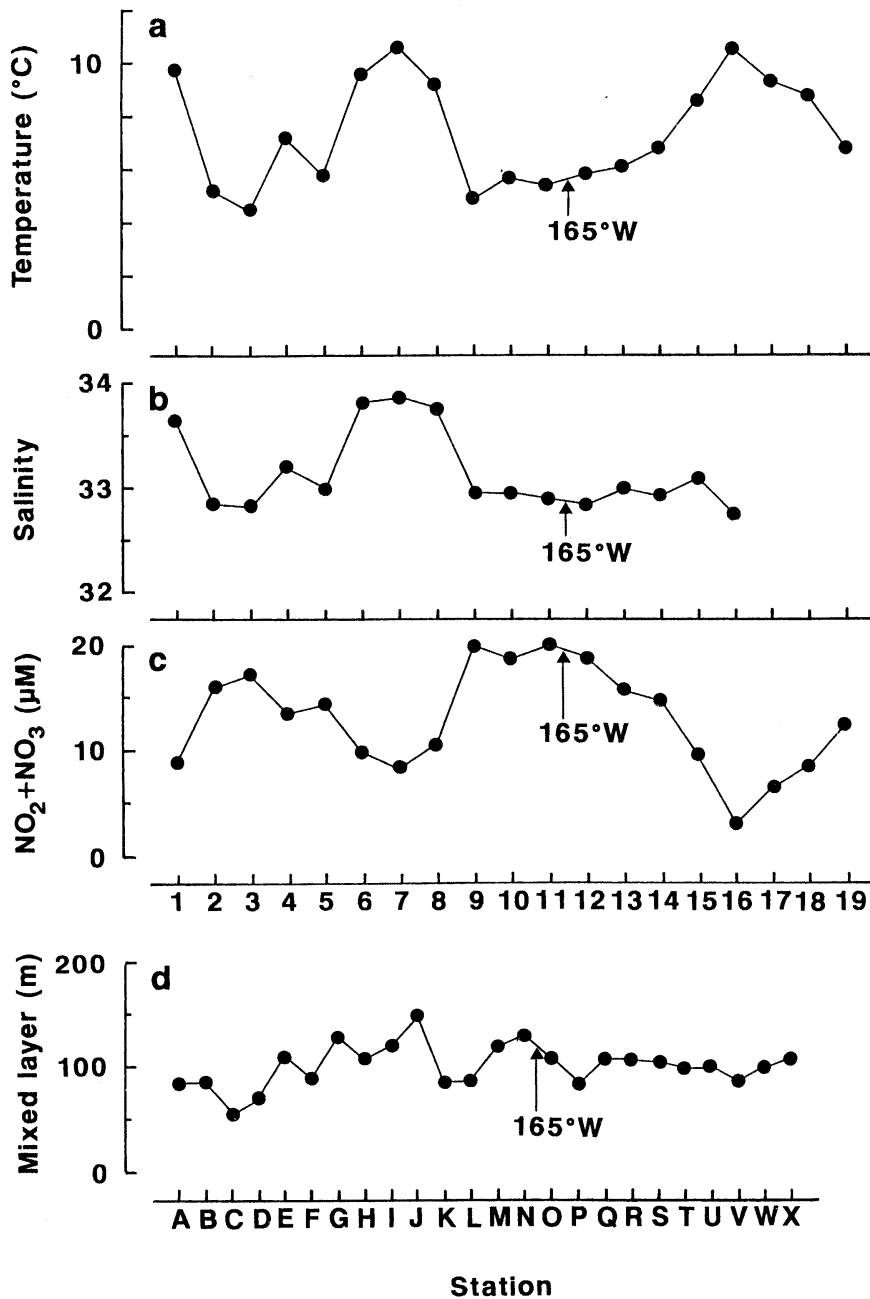 a
Temperature (°C)
10
0
165°W
b
Salinity
34
33
32
165°W
c
NO2+NO3 (µM)
20
10
0
165°W
1 2 3 4 5 6 7 8 9 10 11 12 13 14 15 16 17 18 19
d
Mixed layer (m)
200
100
0
165°W
A B C D E F G H I J K L M N O P Q R S T U V W X
Station